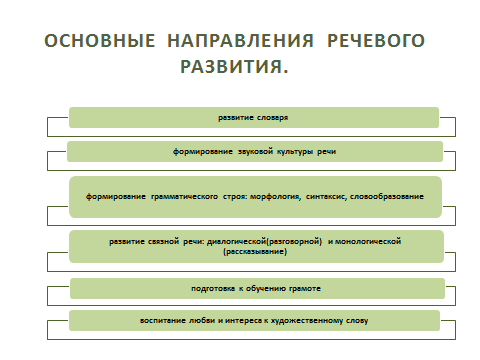 ОСНОВНЫЕ НАПРАВЛЕНИЯ РЕЧЕВОГО
РАЗВИТИЯ.
развитие словаря
формирование звуковой культуры речи
формирование грамматического строя: морфология, синтаксис, словообразование
развитие связной речи: диалогической(разговорной) и монологической
(рассказывание)
подготовка к обучению грамоте
воспитание любви и интереса к художественному слову